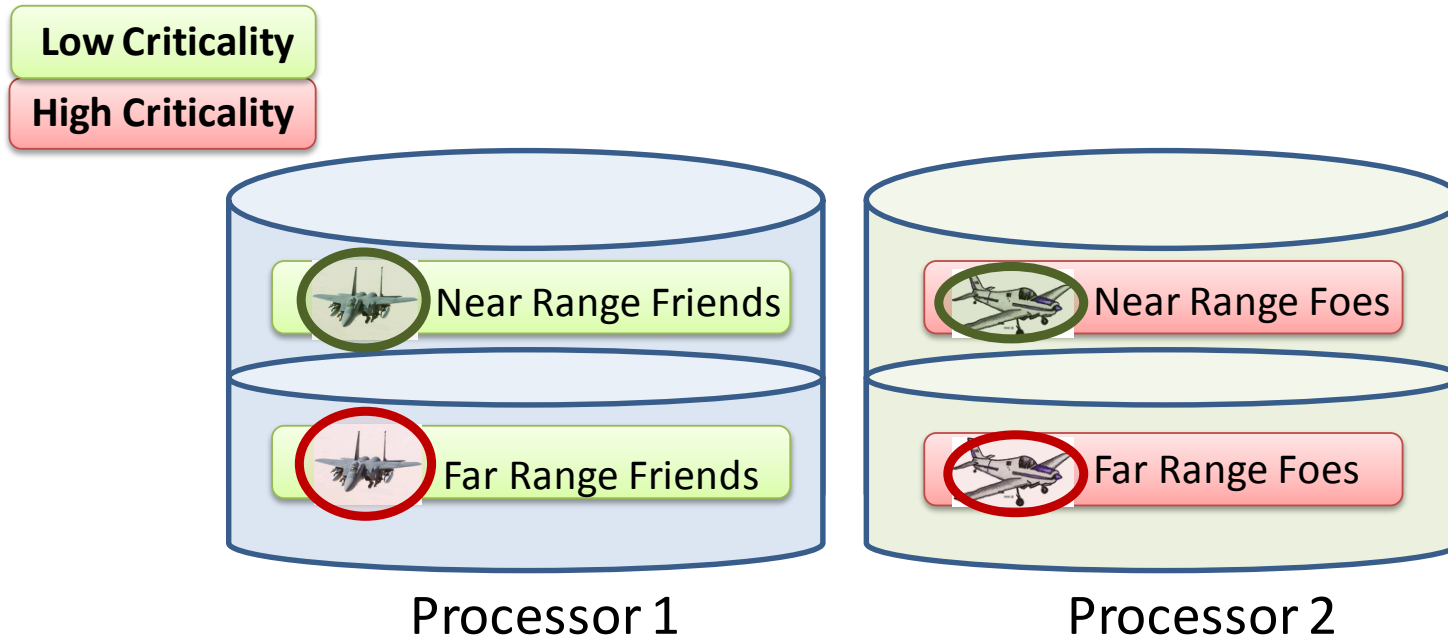 Low Criticality
High Criticality
Near Range Friends
Near Range Foes
Far Range Friends
Far Range Foes
Processor 1
Processor 2